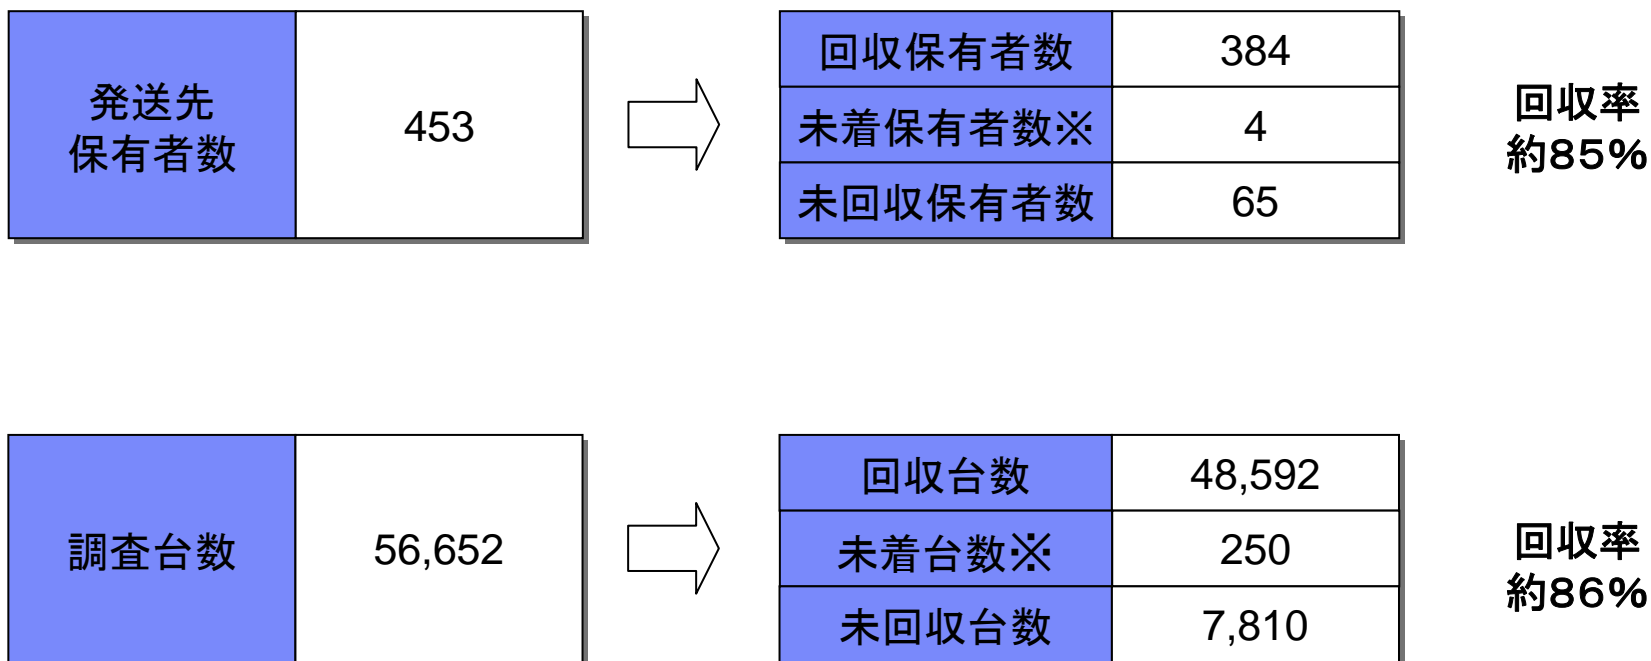 発送先
保有者数
453
回収保有者数
384
未着保有者数※
4
未回収保有者数
65
回収率
約85%
調査台数
56,652
回収台数
48,592
未着台数※
250
未回収台数
7,810
回収率
約86%